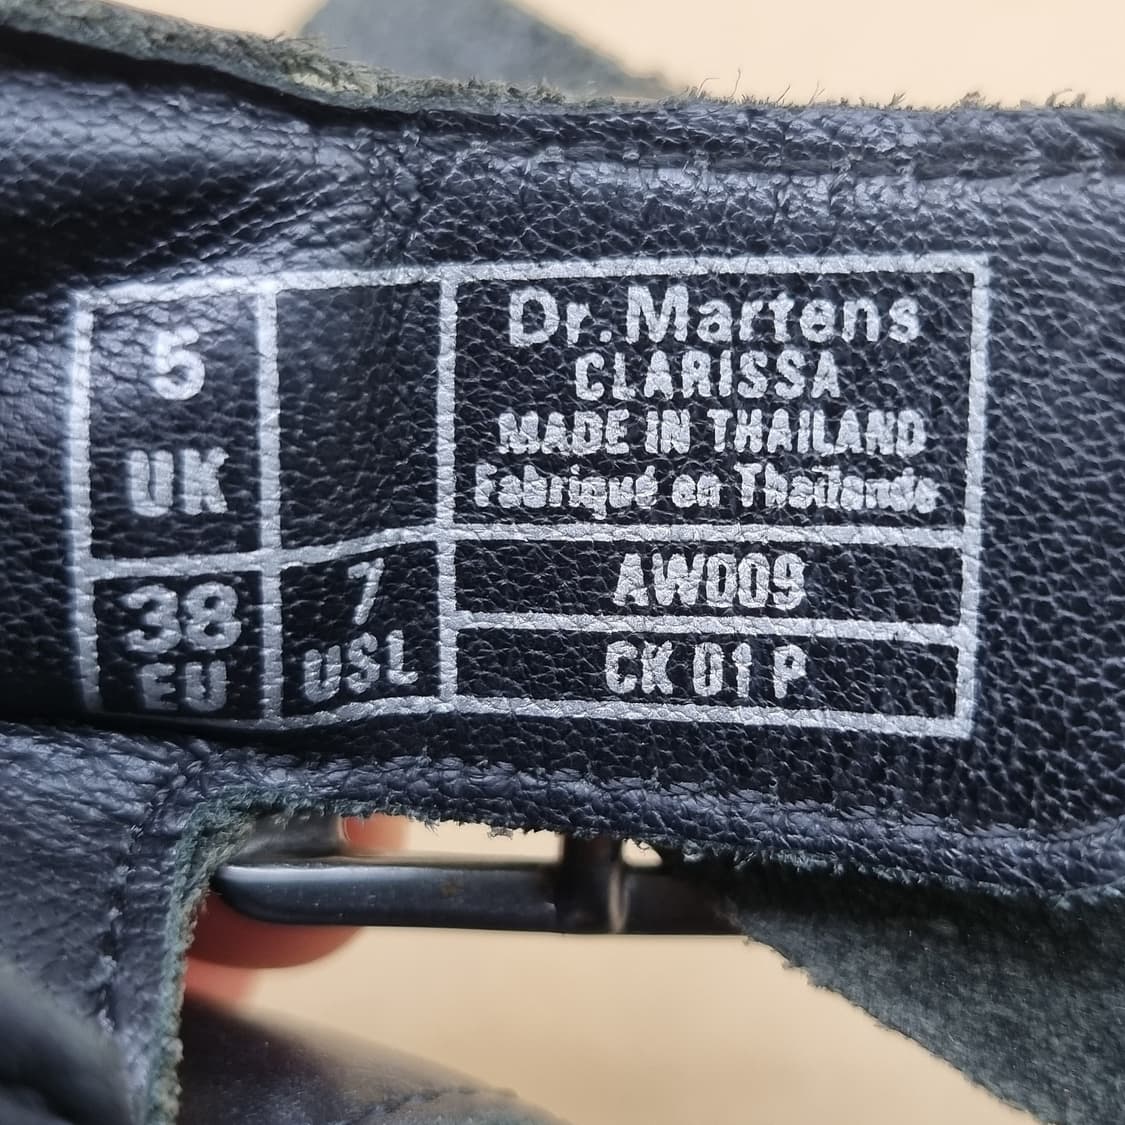 5
UK
38
EU
7
USL
Dr.Martens
CLARISSA
MADE IN THAILAND
Fabriqué en Thaïlande
AW009
CK 01 P